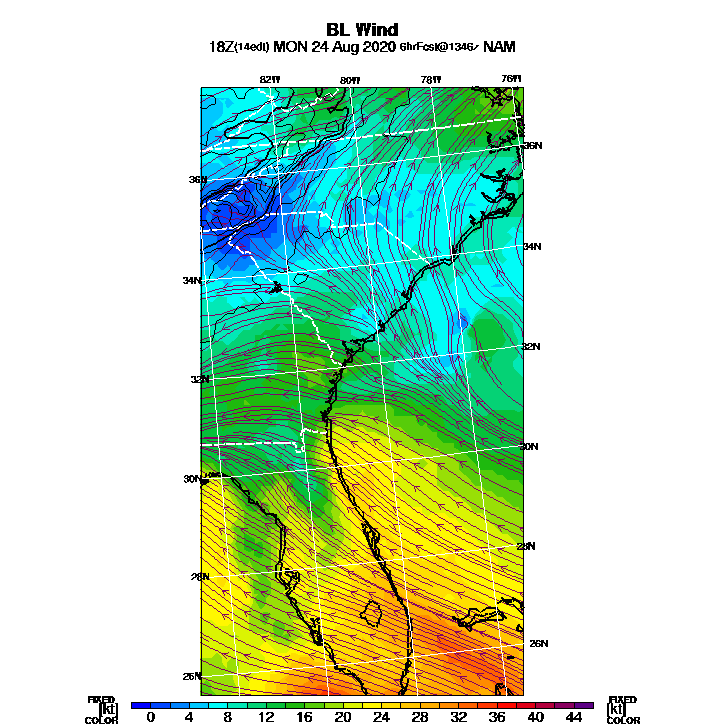 BL Wind
18Z(14edt) MON 24 Aug 2020 6hrFcst@1346z NAM
82W 80W 78W 76W
36N
36N
34N
34N
32N
32N
30N
30N
28N
28N
26N
26N
FIXED FIXED
[kt] 0 4 8 12 16 20 24 28 32 36 40 44 [kt]
COLOR COLOR